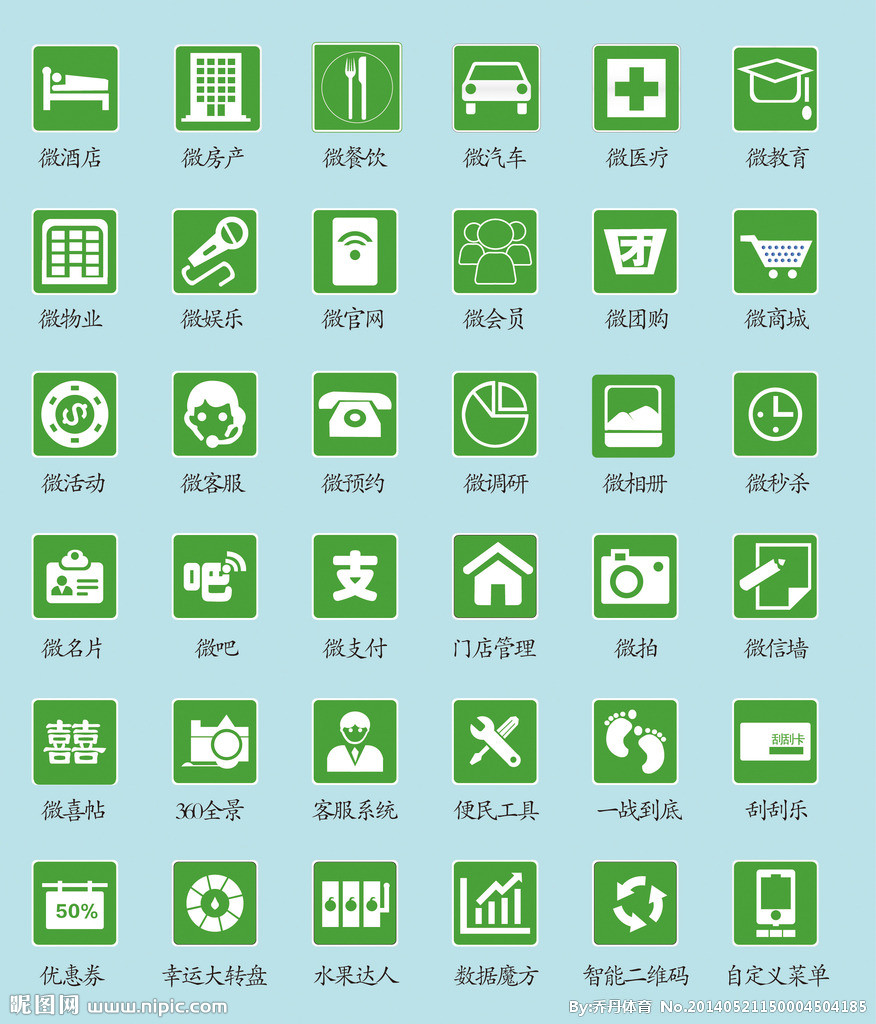 微酒店 微房产 微餐饮 微汽车 微医疗 微教育
团
微物业 微娱乐 微官网 微会员 微团购 微商城
$
微活动 微客服 微预约 微调研 微相册 微秒杀
吧 支
微名片 微吧 微支付 门店管理 微拍 微信墙
囍 刮刮卡
微喜帖 360全景 客服系统 便民工具 一战到底 刮刮乐
50%
优惠券 幸运大转盘 水果达人 数据魔方 智能二维码 自定义菜单
昵图网 www.nipic.com By:乔丹体育 No.20140521150004504185